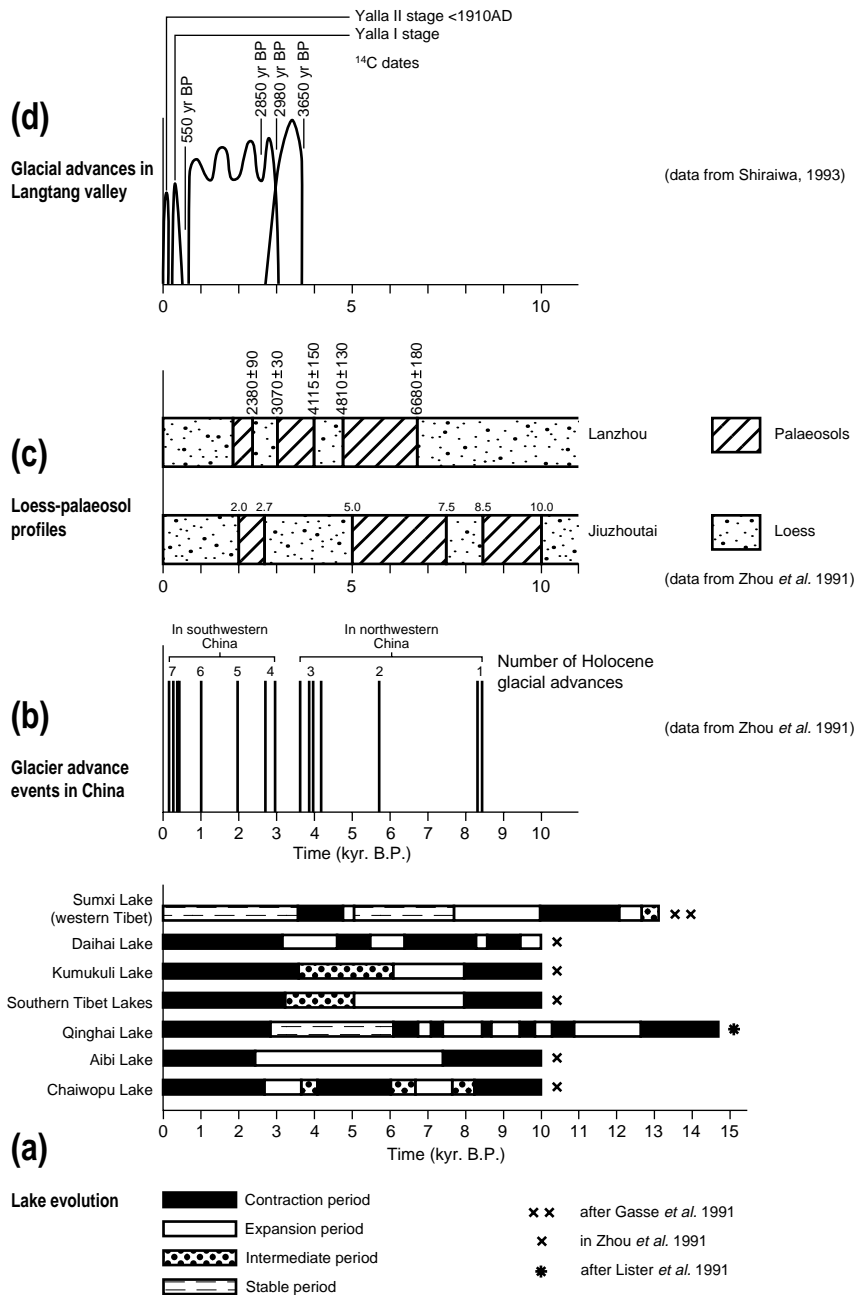 Yalla II stage <1910AD
Yalla I stage
¹⁴C dates
550 yr BP
2850 yr BP
2980 yr BP
3650 yr BP
(d)
Glacial advances in
Langtang valley
(data from Shiraiwa, 1993)
0 5 10
2380±90
3070±30
4115±150
4810±130
6680±180
Lanzhou
Palaeosols
(c)
Loess-palaeosol
profiles
2.0 2.7 5.0 7.5 8.5 10.0
Jiuzhoutai
Loess
0 5 10
(data from Zhou et al. 1991)
In southwestern
China
In northwestern
China
7 6 5 4 3 2 1
Number of Holocene
glacial advances
(b)
Glacier advance
events in China
(data from Zhou et al. 1991)
0 1 2 3 4 5 6 7 8 9 10
Time (kyr. B.P.)
Sumxi Lake
(western Tibet)
Daihai Lake
Kumukuli Lake
Southern Tibet Lakes
Qinghai Lake
Aibi Lake
Chaiwopu Lake
0 1 2 3 4 5 6 7 8 9 10 11 12 13 14 15
Time (kyr. B.P.)
(a)
Lake evolution
Contraction period
Expansion period
Intermediate period
Stable period
×× after Gasse et al. 1991
× in Zhou et al. 1991
✱ after Lister et al. 1991